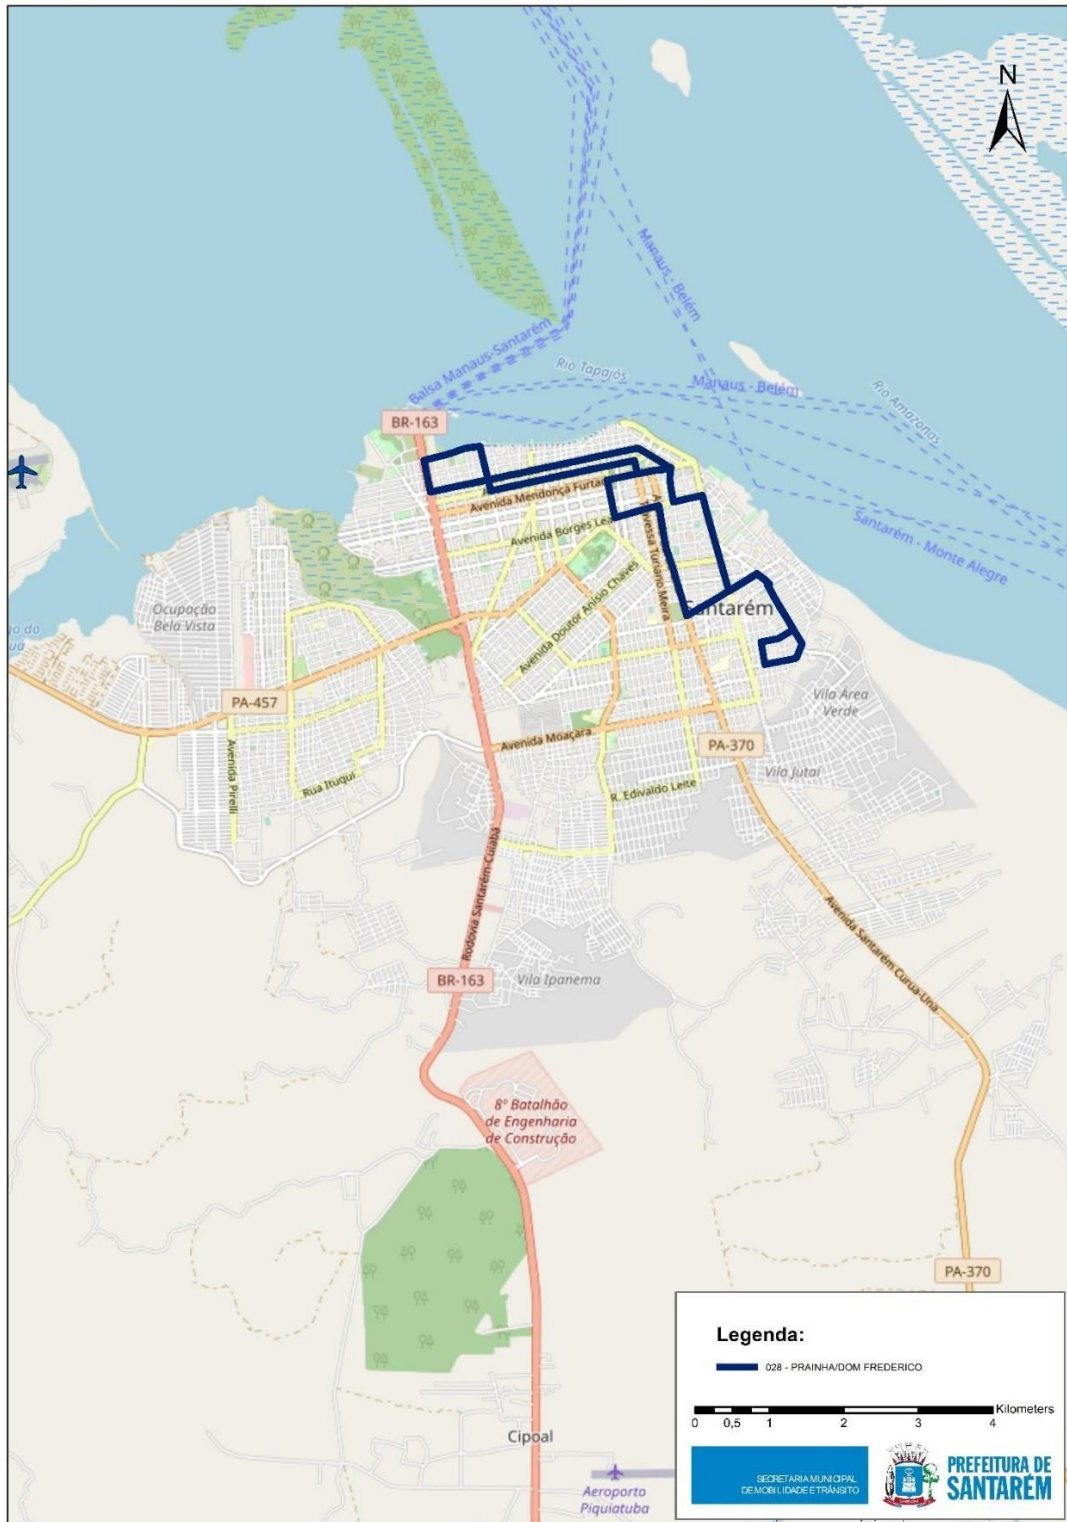 N
Manaus - Belém
Balsa Manaus-Santarém
Rio Tapajós
Manaus - Belém
Rio Amazonas
BR-163
Avenida Mendonça Furta
Avenida Borges Lea
Santarém - Monte Alegre
Travessa Turiano Meira
Avenida Doutor Anísio Chaves
Ocupação
Bela Vista
Santarém
PA-457
Vila Área
Verde
Avenida Moaçara
PA-370
Vila Jutaí
Avenida Pirelli
Rua Ituqui
R. Edivaldo Leite
Rodovia Santarém-Cuiabá
Avenida Santarém Curua-Una
BR-163
Vila Ipanema
8º Batalhão
de Engenharia
de Construção
PA-370
Legenda:
028 - PRAINHA/DOM FREDERICO
Kilometers
0 0,5 1 2 3 4
Cipoal
SECRETARIA MUNICIPAL
DE MOBILIDADE E TRÂNSITO
PREFEITURA DE
SANTARÉM
Aeroporto
Piquiatuba